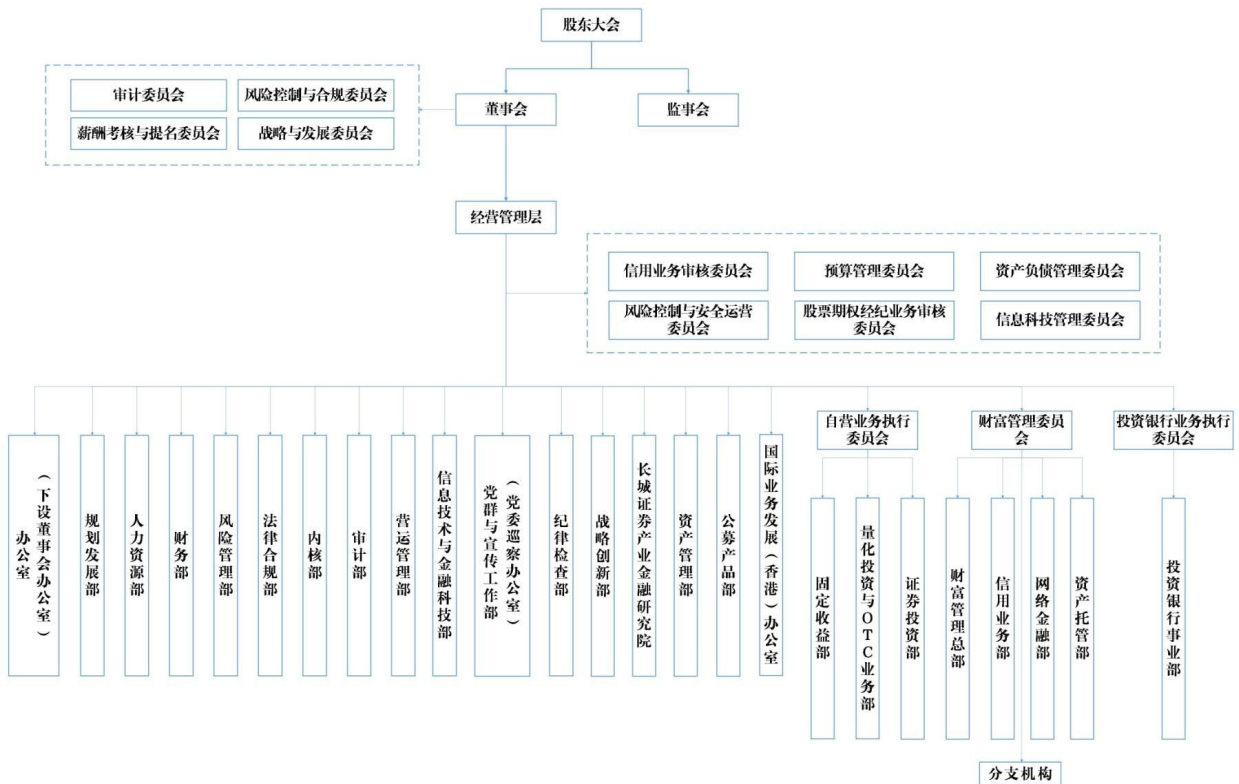 股东大会
审计委员会
风险控制与合规委员会
董事会
监事会
薪酬考核与提名委员会
战略与发展委员会
经营管理层
信用业务审核委员会
预算管理委员会
资产负债管理委员会
风险控制与安全运营
委员会
股票期权经纪业务审核
委员会
信息科技管理委员会
自营业务执行
委员会
财富管理委员
会
投资银行业务执行
委员会
办公室
(下设董事会办公室)
规划发展部
人力资源部
财务部
风险管理部
法律合规部
内核部
审计部
营运管理部
信息技术与金融科技部
党群与宣传工作部
(党委巡察办公室)
纪律检查部
战略创新部
长城证券产业金融研究院
资产管理部
公募产品部
国际业务发展(香港)办公室
固定收益部
量化投资与OTC业务部
证券投资部
财富管理总部
信用业务部
网络金融部
资产托管部
投资银行事业部
分支机构